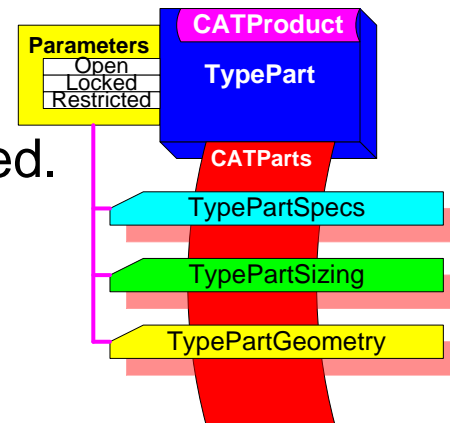 CATProduct
Parameters
Open
Locked
Restricted
TypePart
ed.
CATParts
TypePartSpecs
TypePartSizing
TypePartGeometry